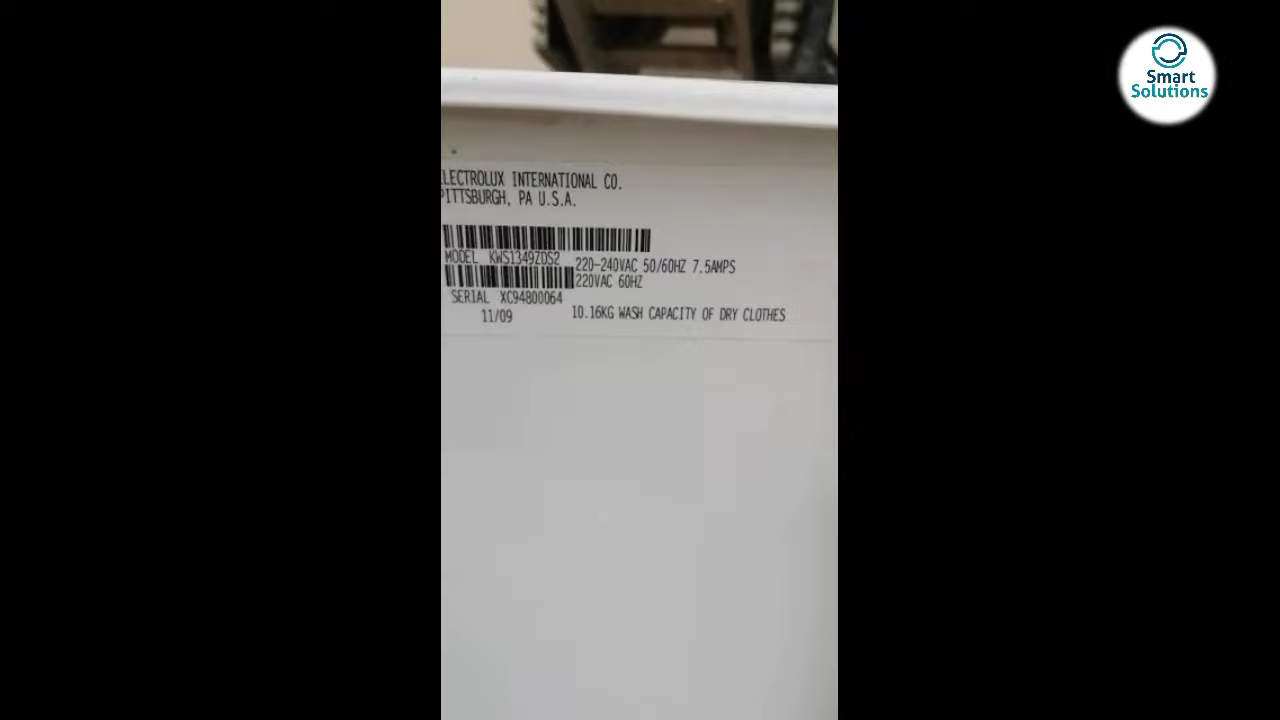 ELECTROLUX INTERNATIONAL CO.
PITTSBURGH, PA U.S.A.
MODEL KWS1349ZDS2
220-240VAC 50/60HZ 7.5AMPS
220VAC 60HZ
SERIAL XC94800064
11/09
10.16KG WASH CAPACITY OF DRY CLOTHES
Smart
Solutions